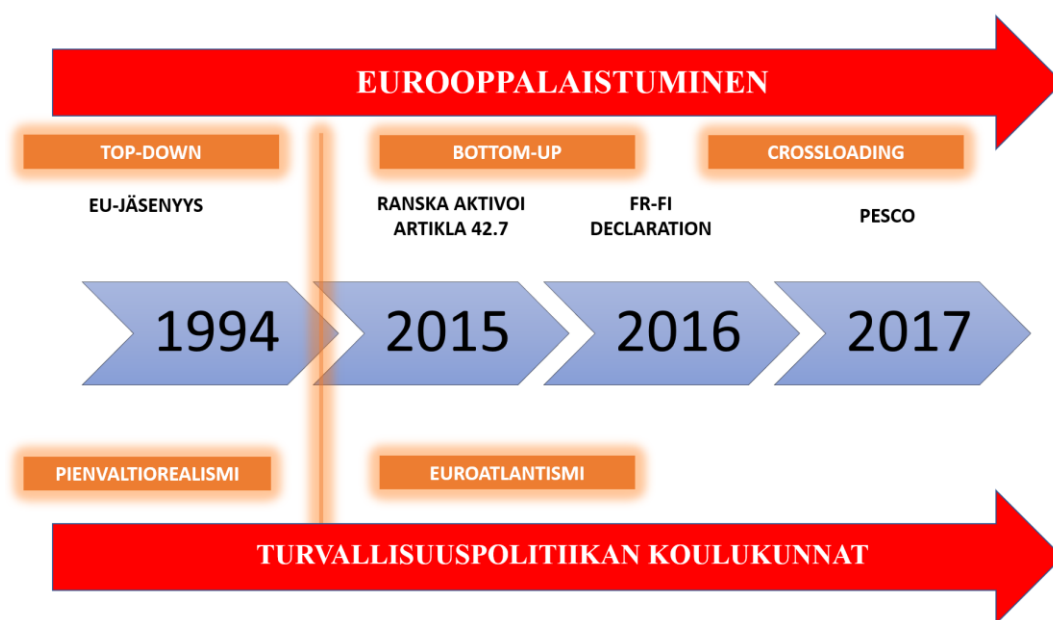 EUROOPPALAISTUMINEN
TOP-DOWN
BOTTOM-UP
CROSSLOADING
EU-JÄSENYYS
RANSKA AKTIVOI
ARTIKLA 42.7
FR-FI
DECLARATION
PESCO
1994
2015
2016
2017
PIENVALTIOREALISMI
EUROATLANTISMI
TURVALLISUUSPOLITIIKAN KOULUKUNNAT